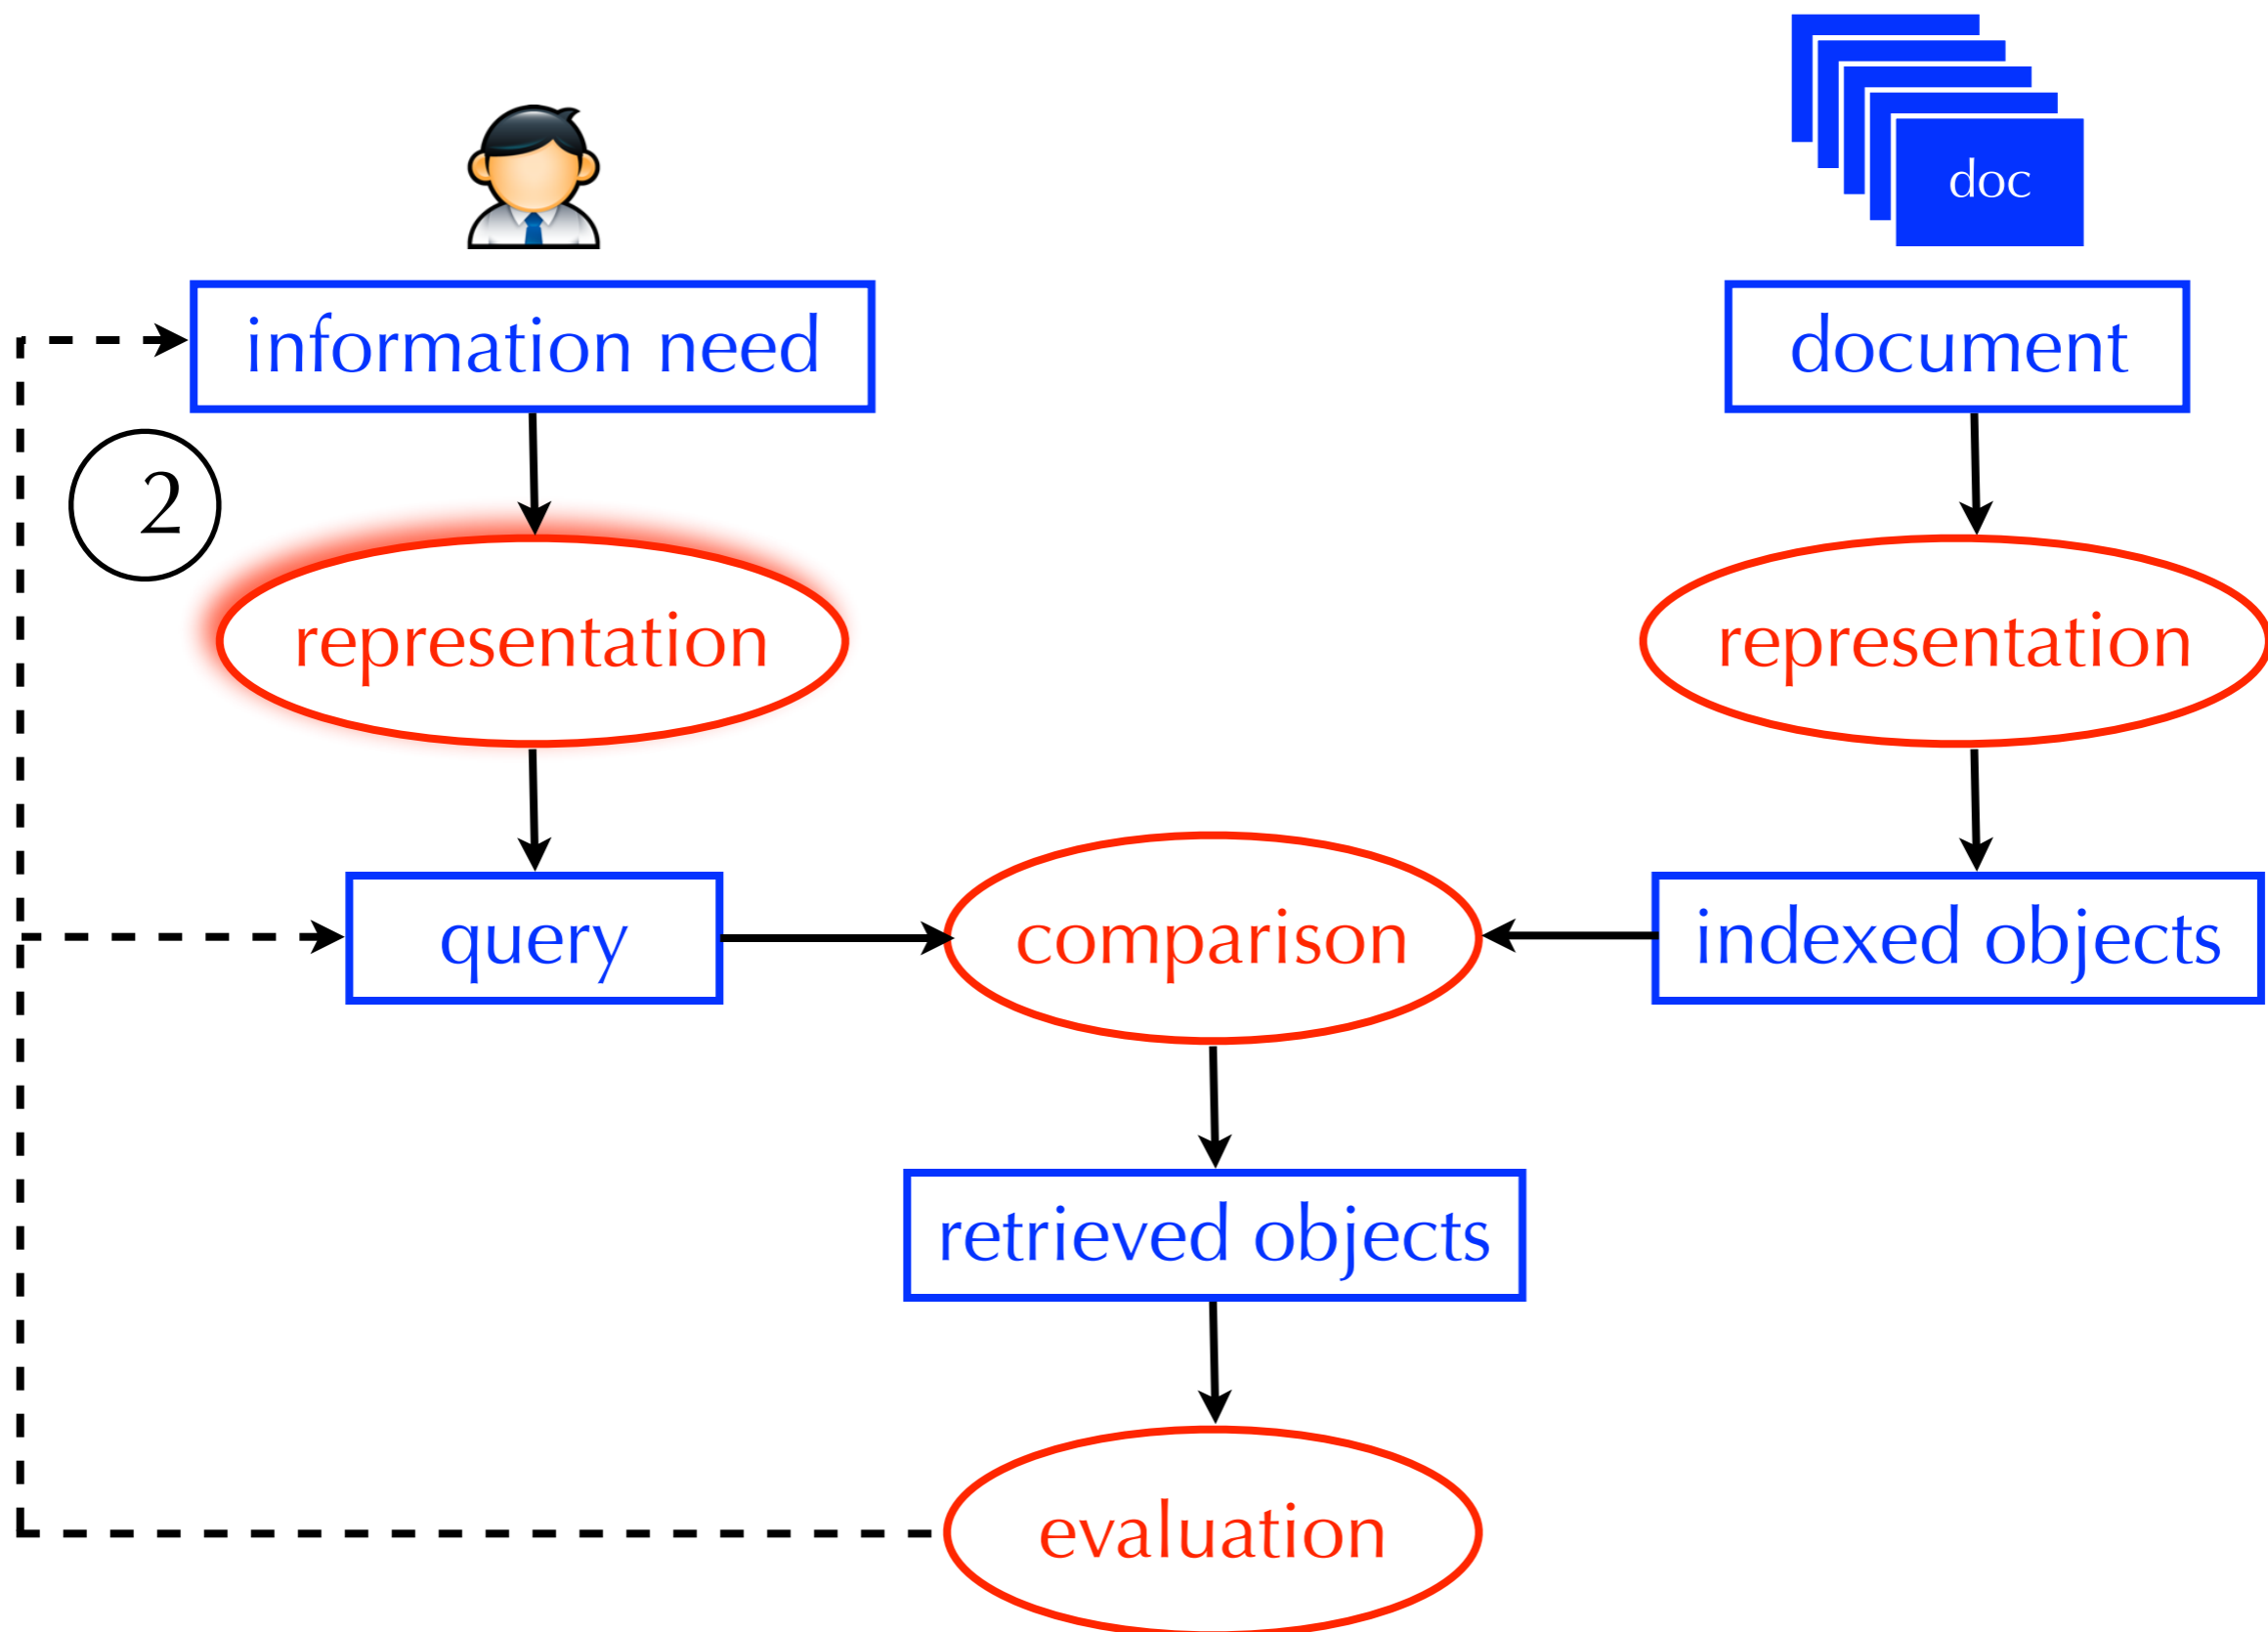 doc
information need
document
2
representation
representation
query
comparison
indexed objects
retrieved objects
evaluation